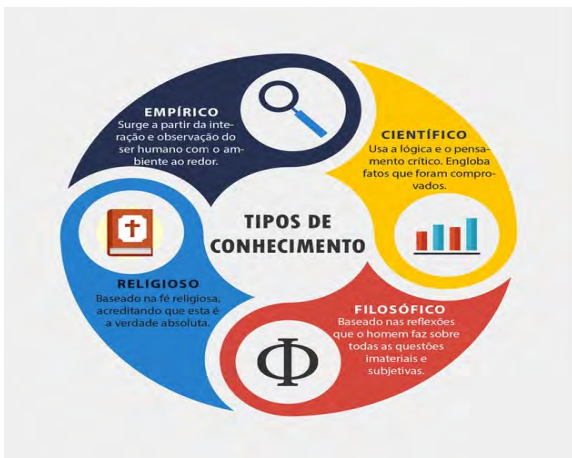 EMPÍRICO
Surge a partir da inte-
ração e observação do
ser humano com o am-
biente ao redor.
CIENTÍFICO
Usa a lógica e o pensa-
mento crítico. Engloba
fatos que foram compro-
vados.
TIPOS DE
CONHECIMENTO
RELIGIOSO
Baseado na fé religiosa,
acreditando que esta é
a verdade absoluta.
FILOSÓFICO
Baseado nas reflexões
que o homem faz sobre
todas as questões
imateriais e
subjetivas.
Φ